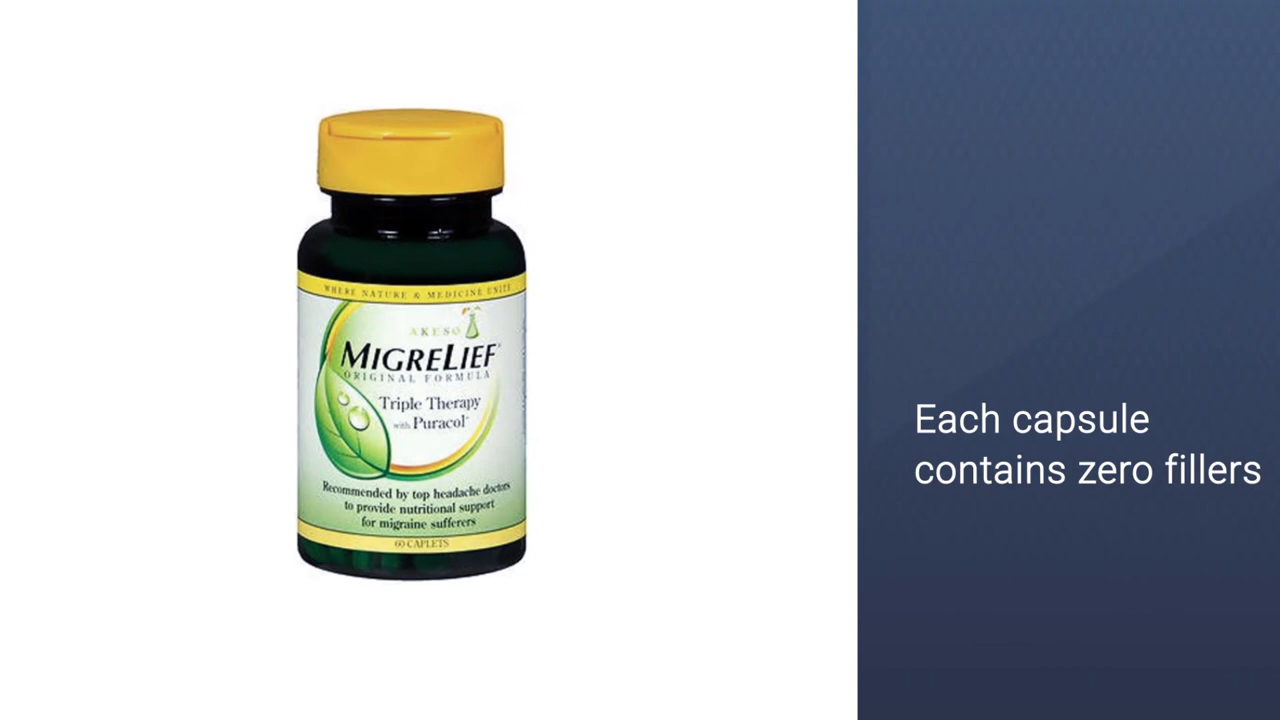 WHERE NATURE & MEDICINE UNITE
AKESO
MIGRELIEF
ORIGINAL FORMULA
Triple Therapy
with Puracol
Recommended by top headache doctors
to provide nutritional support
for migraine sufferers
60 CAPLETS
Each capsule
contains zero fillers